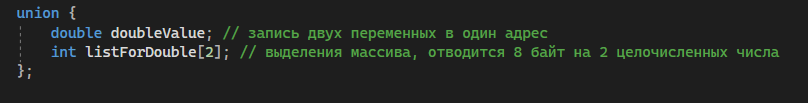 union {
double doubleValue; // запись двух переменных в один адрес
int listForDouble[2]; // выделения массива, отводится 8 байт на 2 целочисленных числа
};